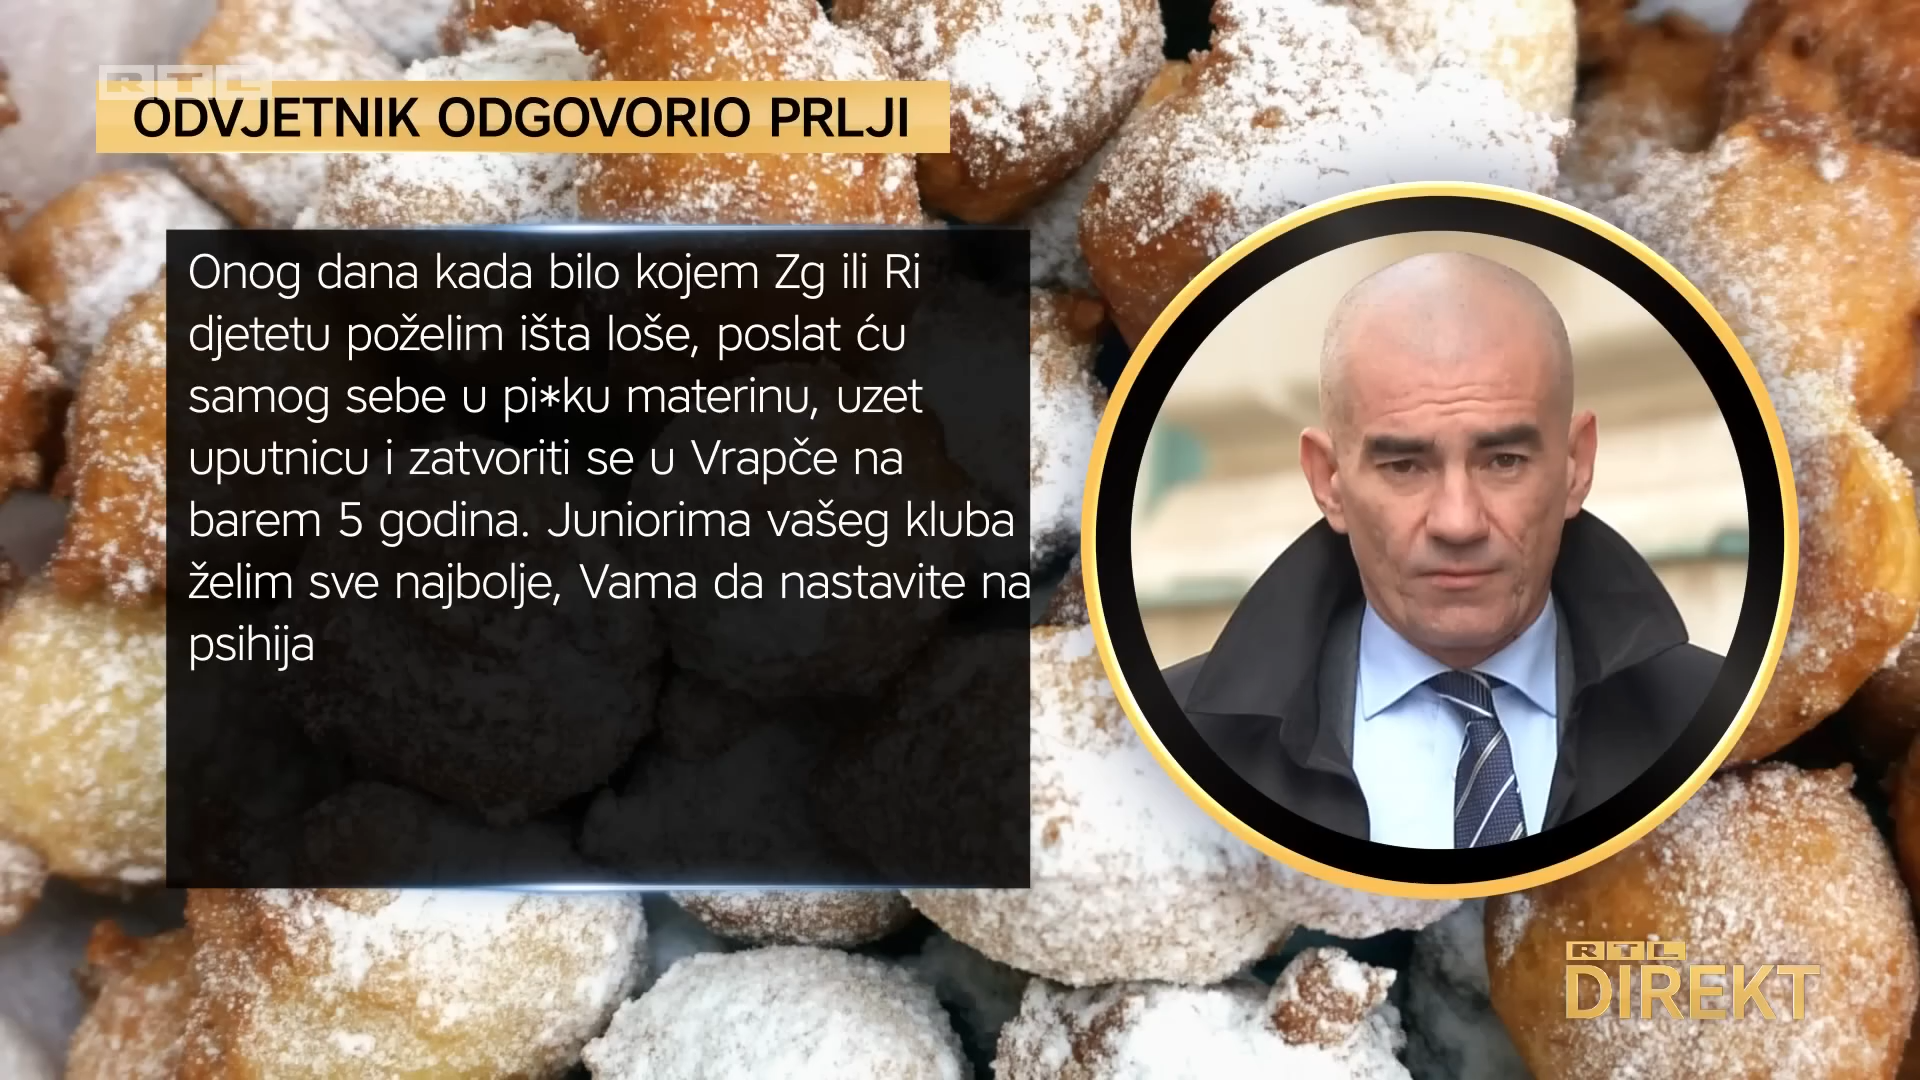 RTL
ODVJETNIK ODGOVORIO PRLJI
Onog dana kada bilo kojem Zg ili Ri
djetetu poželim išta loše, poslat ću
samog sebe u pi*ku materinu, uzet
uputnicu i zatvoriti se u Vrapče na
barem 5 godina. Juniorima vašeg kluba
želim sve najbolje, Vama da nastavite na
psihija
RTL
DIREKT